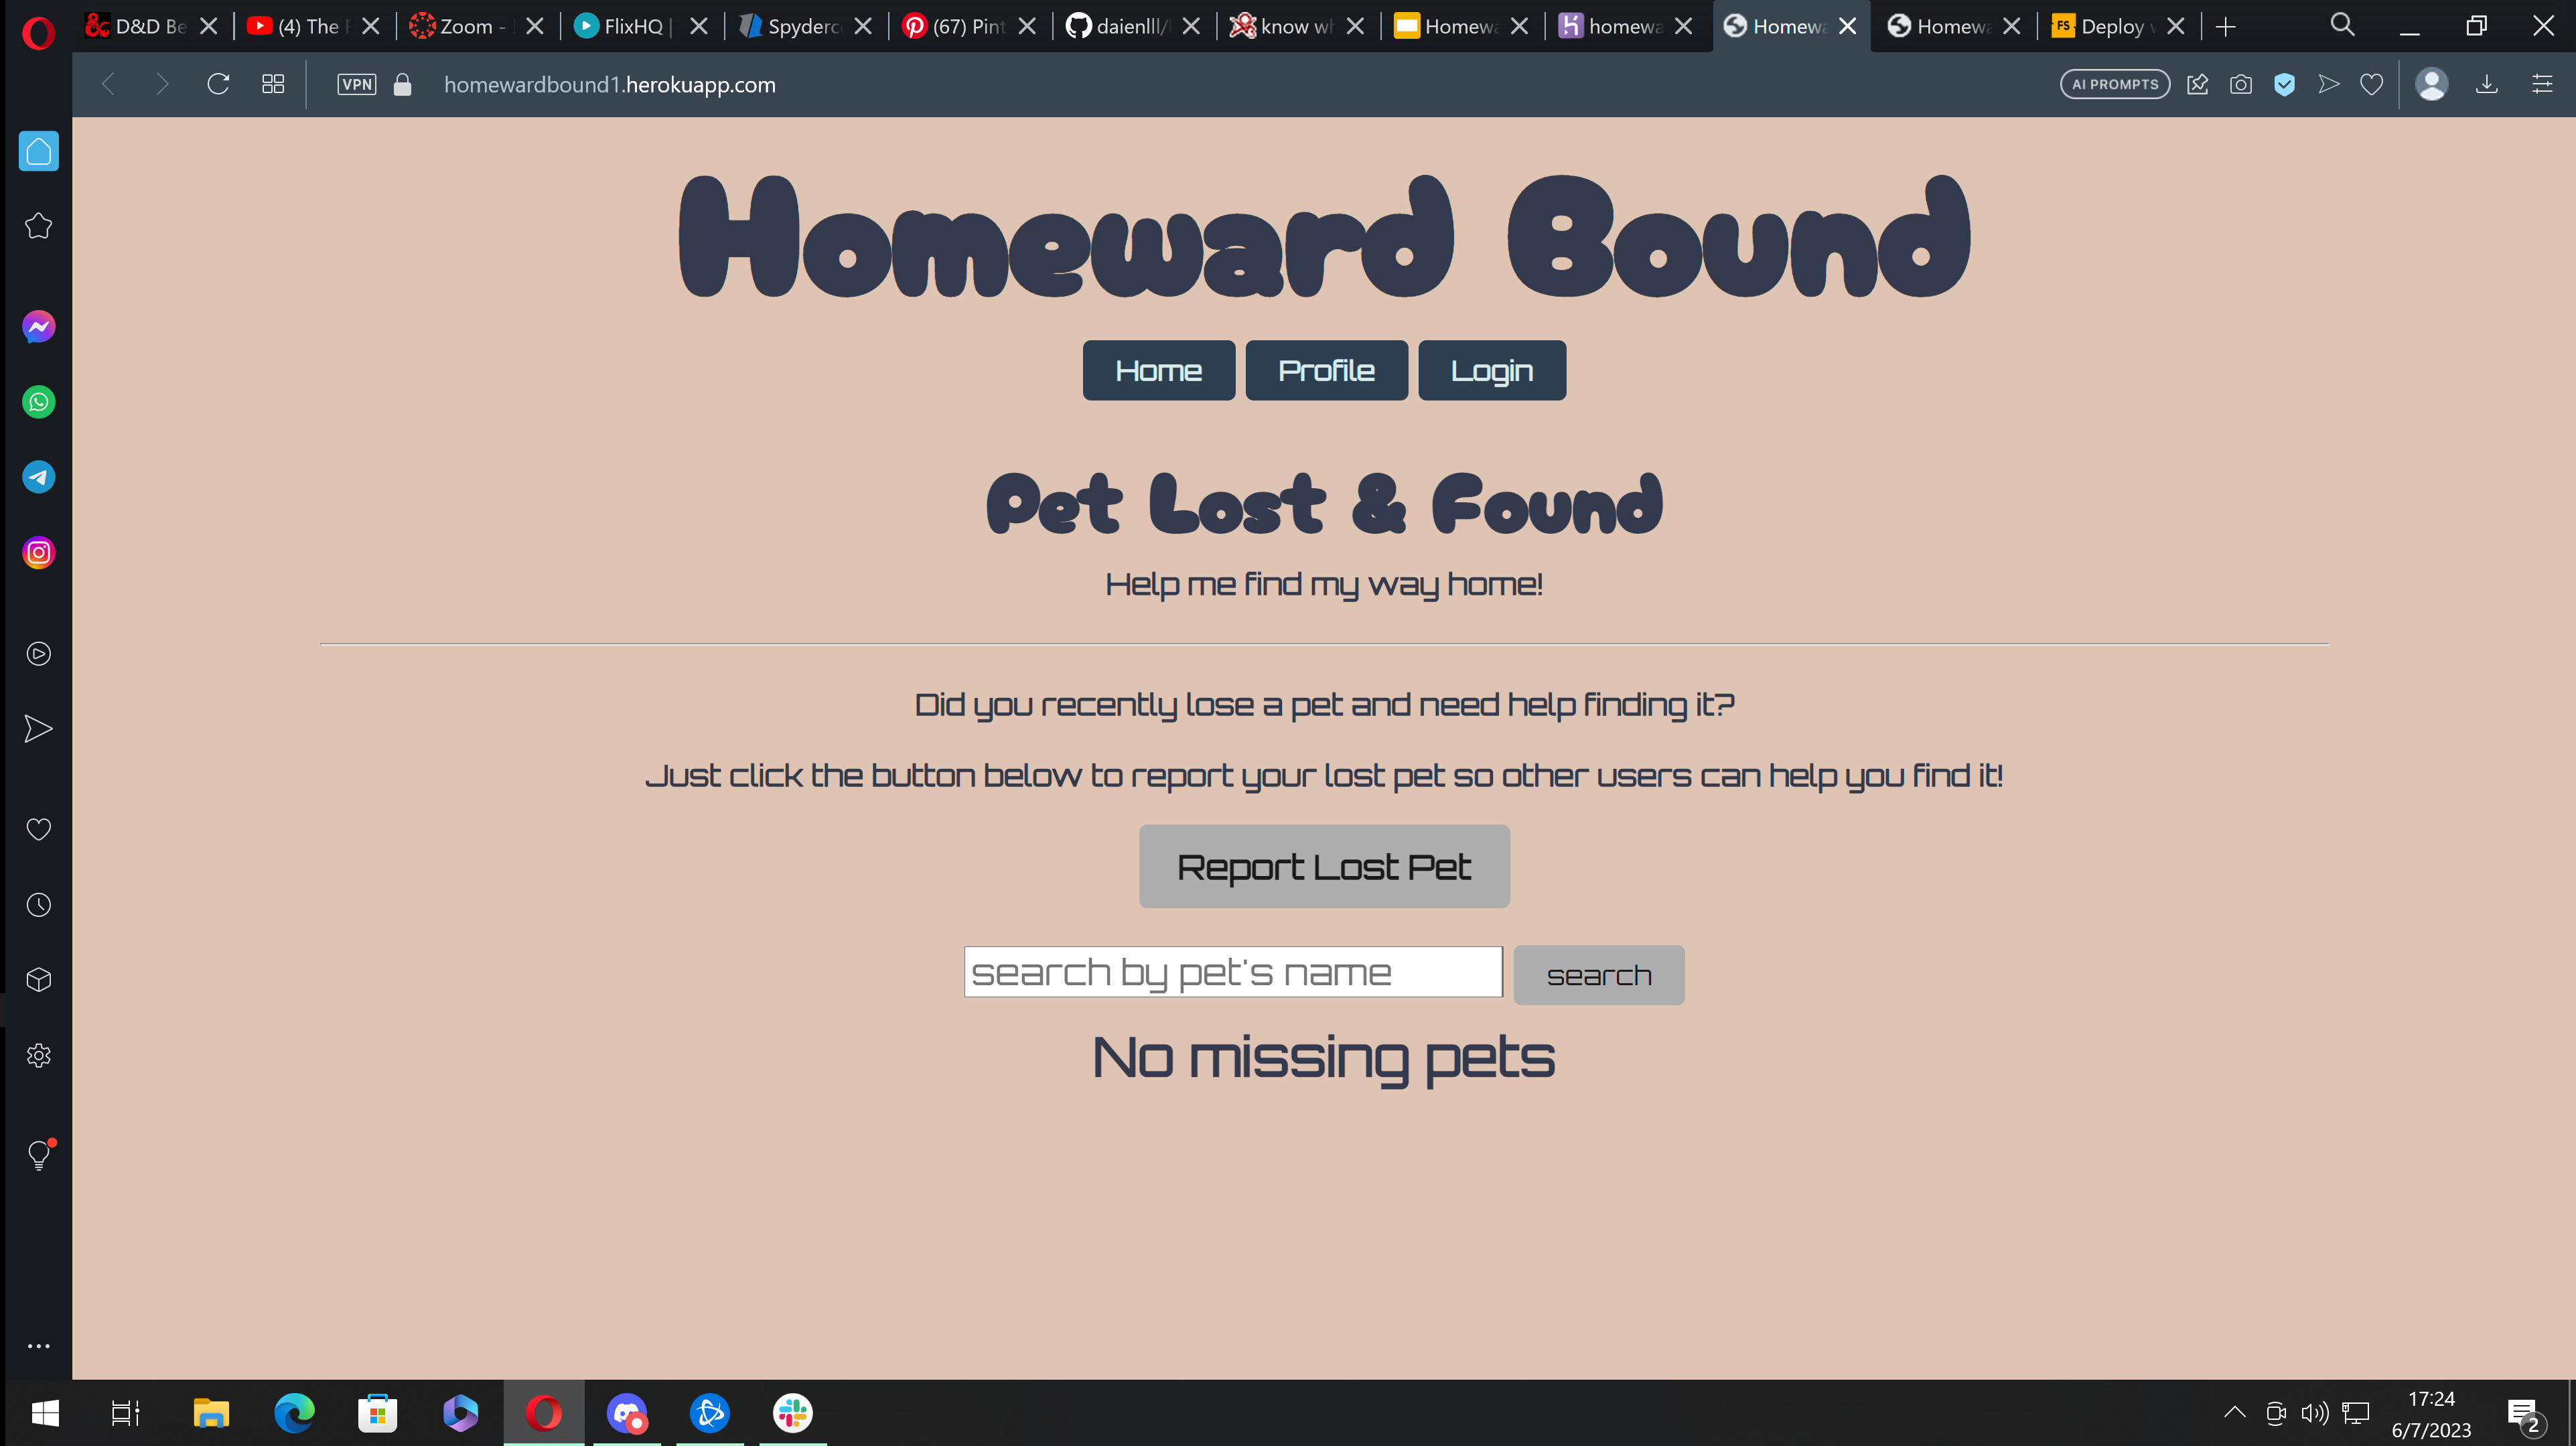 D&D Be
(4) The
Zoom -
FlixHQ |
Spyderc
(67) Pint
daienlll/
know wh
Homewa
homewa
Homewa
Homewa
FS
Deploy
VPN
homewardbound1.herokuapp.com
AI PROMPTS
Homeward Bound
Home
Profile
Login
Pet Lost & Found
Help me find my way home!
Did you recently lose a pet and need help finding it?
Just click the button below to report your lost pet so other users can help you find it!
Report Lost Pet
search by pet's name
search
No missing pets
17:24
6/7/2023
2